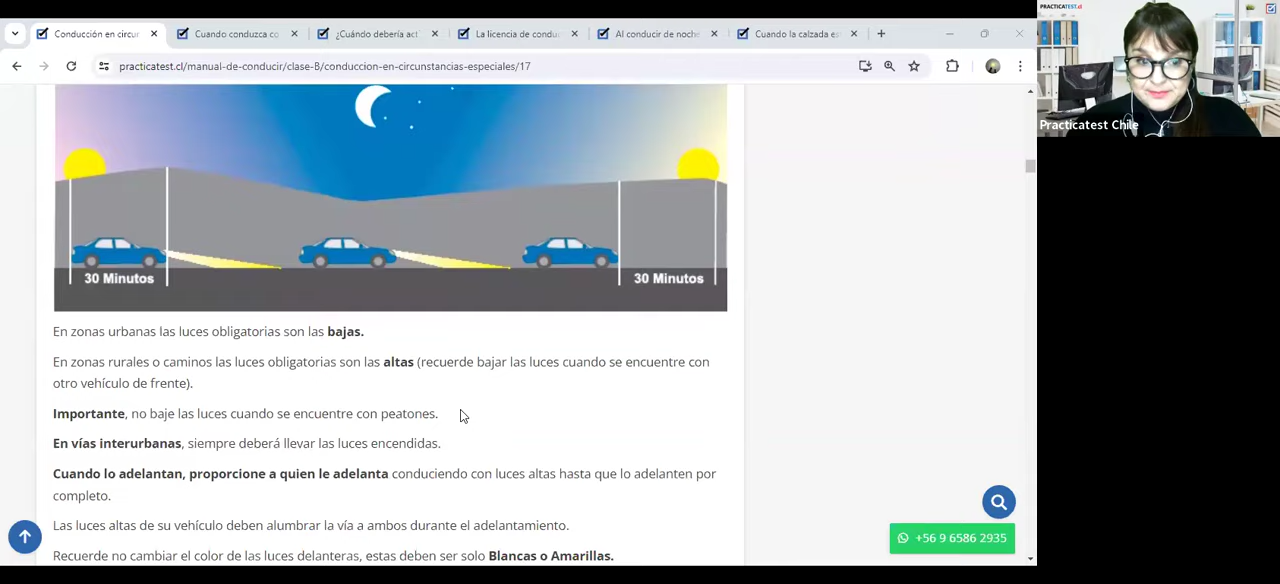 Conducción en circur
Cuando conduzca co
¿Cuándo debería act
La licencia de conduc
Al conducir de noche
Cuando la calzada es
practicatest.cl/manual-de-conducir/clase-B/conduccion-en-circunstancias-especiales/17
PRACTICATEST.cl
Practicatest Chile
30 Minutos
30 Minutos
En zonas urbanas las luces obligatorias son las bajas.
En zonas rurales o caminos las luces obligatorias son las altas (recuerde bajar las luces cuando se encuentre con
otro vehículo de frente).
Importante, no baje las luces cuando se encuentre con peatones.
En vías interurbanas, siempre deberá llevar las luces encendidas.
Cuando lo adelantan, proporcione a quien le adelanta conduciendo con luces altas hasta que lo adelanten por
completo.
Las luces altas de su vehículo deben alumbrar la vía a ambos durante el adelantamiento.
Recuerde no cambiar el color de las luces delanteras, estas deben ser solo Blancas o Amarillas.
+56 9 6586 2935